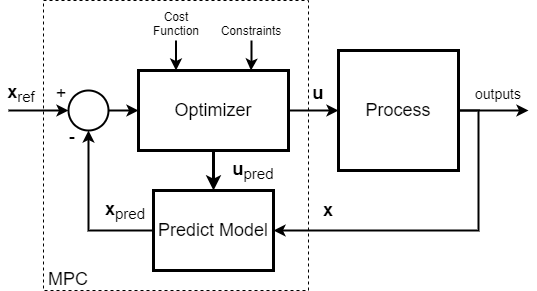 Cost
Function
Constraints
x_ref
+
-
Optimizer
u
Process
outputs
u_pred
x_pred
Predict Model
x
MPC